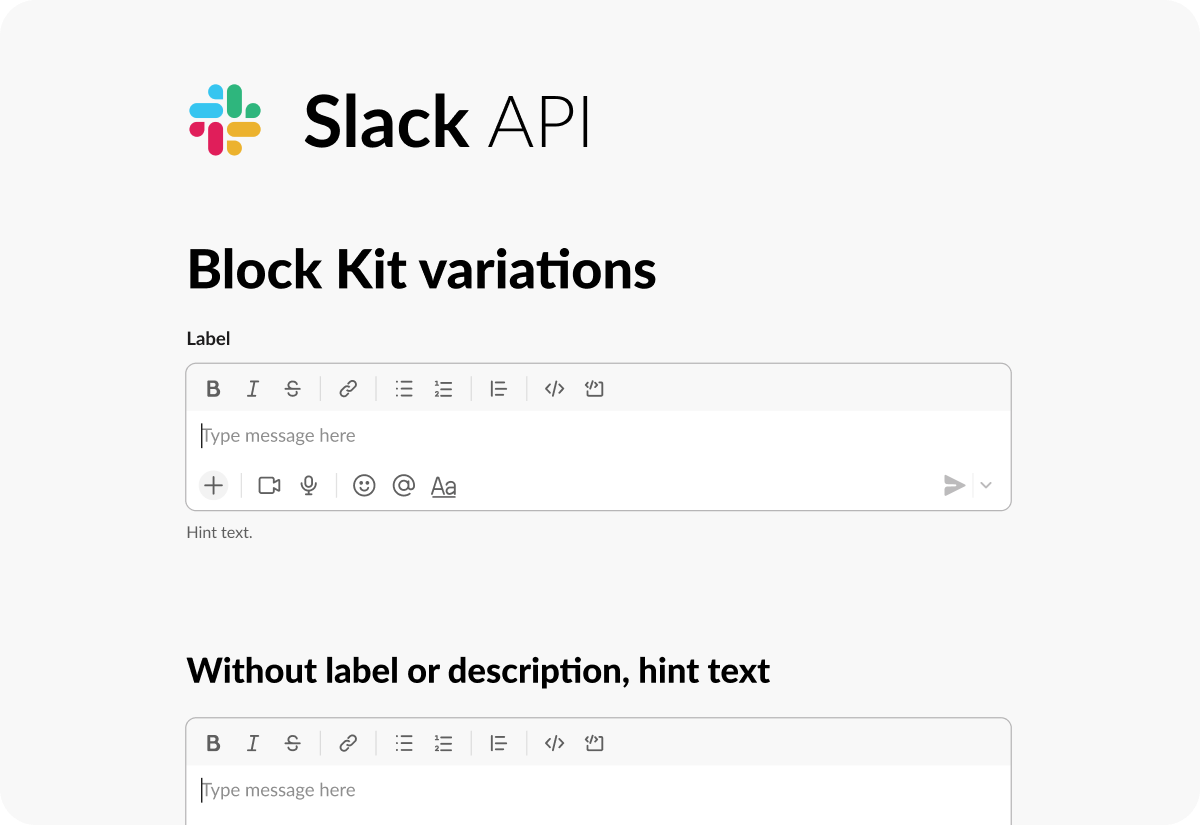 Slack API
Block Kit variations
Label
B I S
Type message here
Aa
Hint text.
Without label or description, hint text
B I S
Type message here